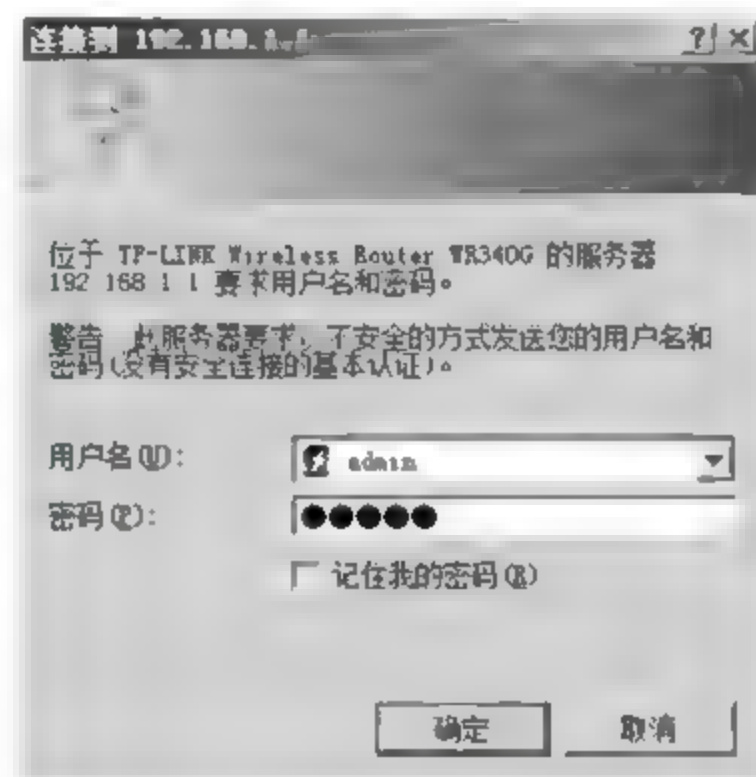 连接到 192.168.1.1
位于 TP-LINK Wireless Router WR340G 的服务器
192 168 1 1 要求用户名和密码。
警告 此服务器要求以不安全的方式发送您的用户名和
密码(没有安全连接的基本认证)。
用户名(U):
admin
密码(P):
●●●●●
记住我的密码(R)
确定 取消